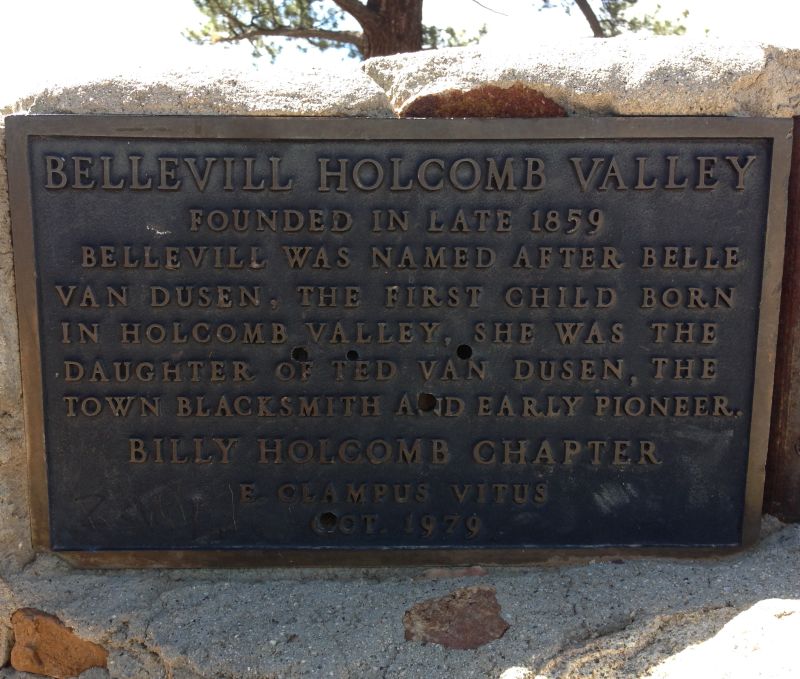 BELLEVILL HOLCOMB VALLEY
FOUNDED IN LATE 1859
BELLEVILL WAS NAMED AFTER BELLE
VAN DUSEN, THE FIRST CHILD BORN
IN HOLCOMB VALLEY, SHE WAS THE
DAUGHTER OF TED VAN DUSEN, THE
TOWN BLACKSMITH AND EARLY PIONEER.
BILLY HOLCOMB CHAPTER
E CLAMPUS VITUS
OCT. 1979